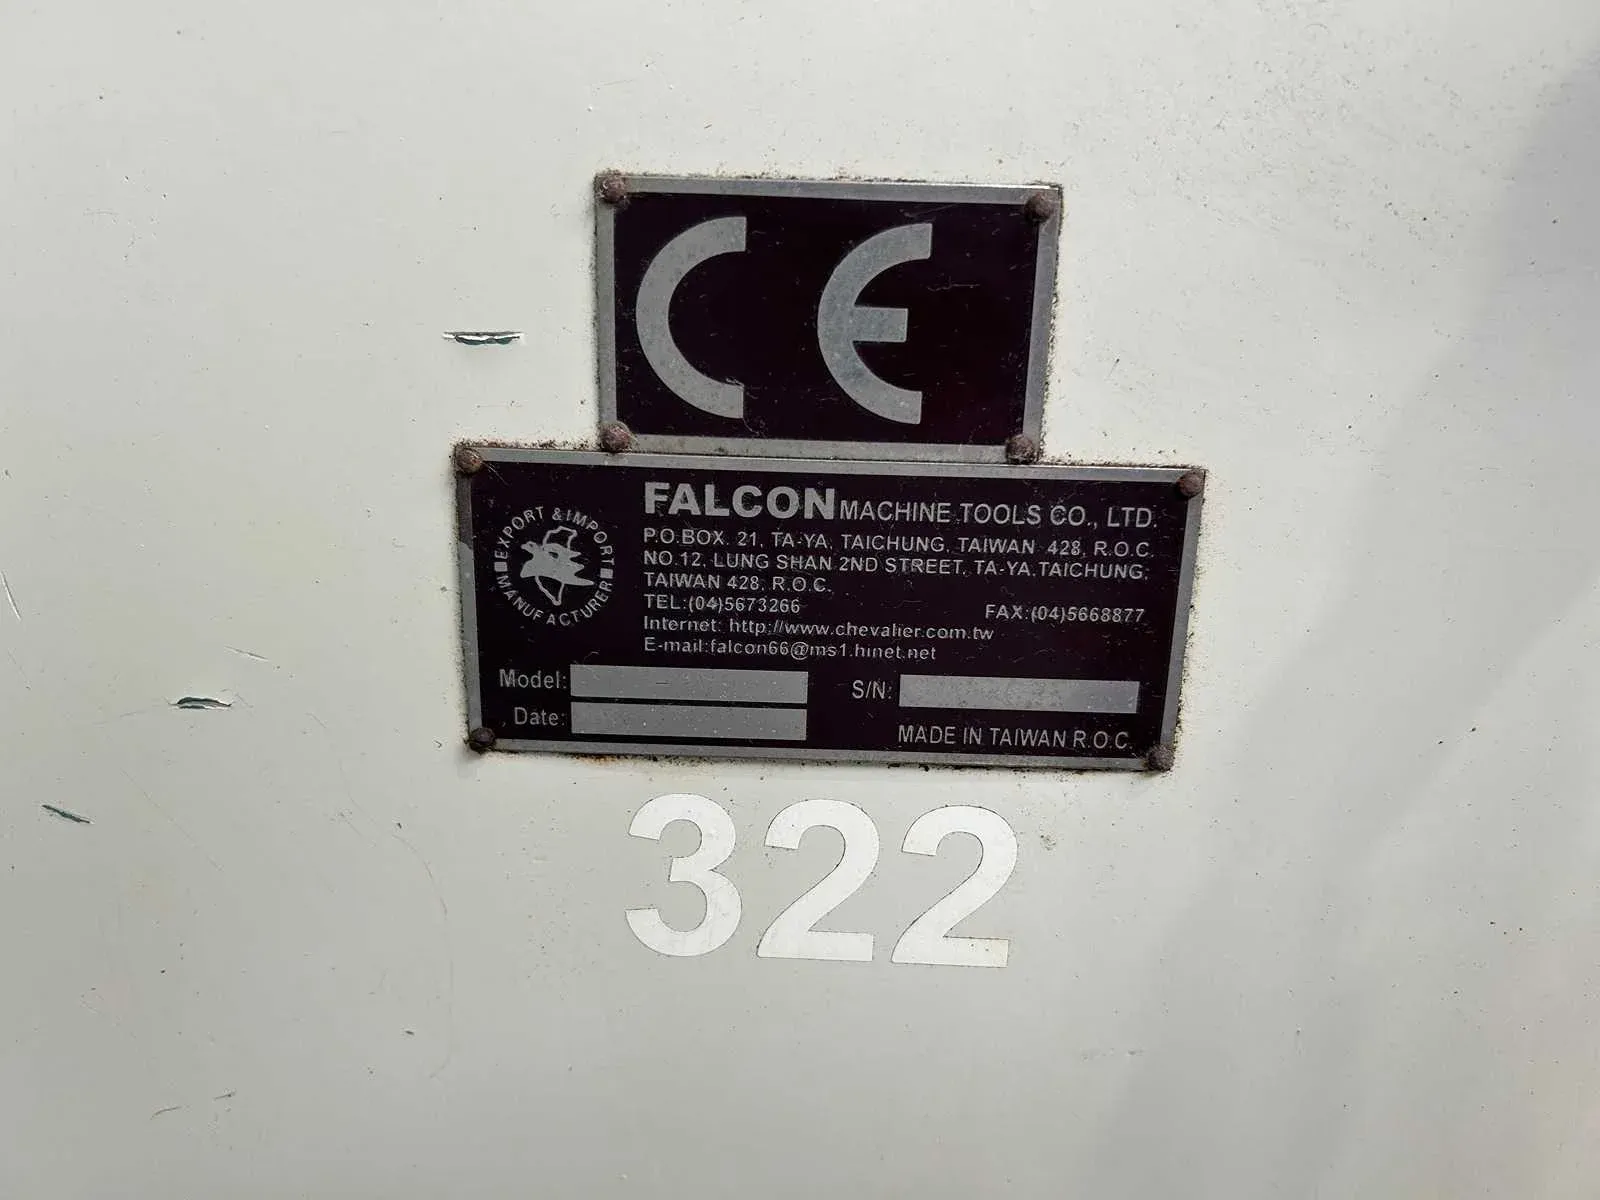 CE
EXPORT & IMPORT
MANUFACTURER
FALCON MACHINE TOOLS CO., LTD.
P.O.BOX. 21, TA-YA, TAICHUNG, TAIWAN 428, R.O.C.
NO.12, LUNG SHAN 2ND STREET, TA-YA, TAICHUNG,
TAIWAN 428, R.O.C.
TEL:(04)5673266 FAX:(04)5668877
Internet: http://www.chevalier.com.tw
E-mail:falcon66@ms1.hinet.net
Model: S/N:
Date:
MADE IN TAIWAN R.O.C.
322